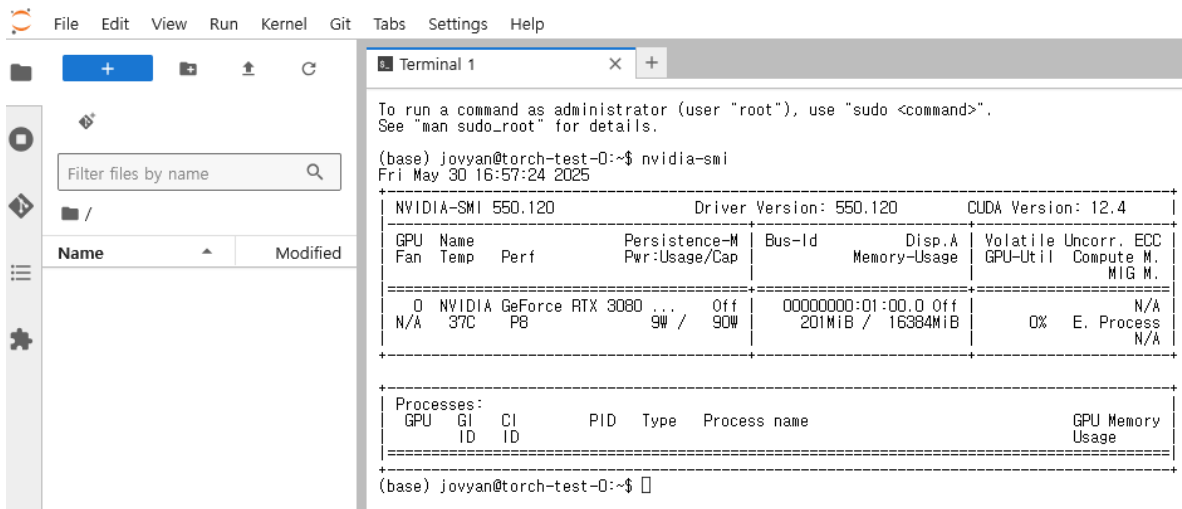 File Edit View Run Kernel Git Tabs Settings Help
Terminal 1
Filter files by name
/
Name Modified
To run a command as administrator (user "root"), use "sudo <command>".
See "man sudo_root" for details.
(base) jovyan@torch-test-0:~$ nvidia-smi
Fri May 30 16:57:24 2025
+-----------------------------------------------------------------------------------------+
| NVIDIA-SMI 550.120                Driver Version: 550.120        CUDA Version: 12.4     |
|-----------------------------------------+------------------------+----------------------+
| GPU  Name                 Persistence-M | Bus-Id          Disp.A | Volatile Uncorr. ECC |
| Fan  Temp   Perf          Pwr:Usage/Cap |           Memory-Usage | GPU-Util  Compute M. |
|                                         |                        |               MIG M. |
|=========================================+========================+======================|
|   0  NVIDIA GeForce RTX 3080 ...    Off |   00000000:01:00.0 Off |                  N/A |
| N/A   37C    P8               9W /  90W |     201MiB /  16384MiB |      0%   E. Process |
|                                         |                        |                  N/A |
+-----------------------------------------+------------------------+----------------------+
+-----------------------------------------------------------------------------------------+
| Processes:                                                                              |
|  GPU   GI   CI        PID   Type   Process name                              GPU Memory |
|        ID   ID                                                               Usage      |
|=========================================================================================|
+-----------------------------------------------------------------------------------------+
(base) jovyan@torch-test-0:~$